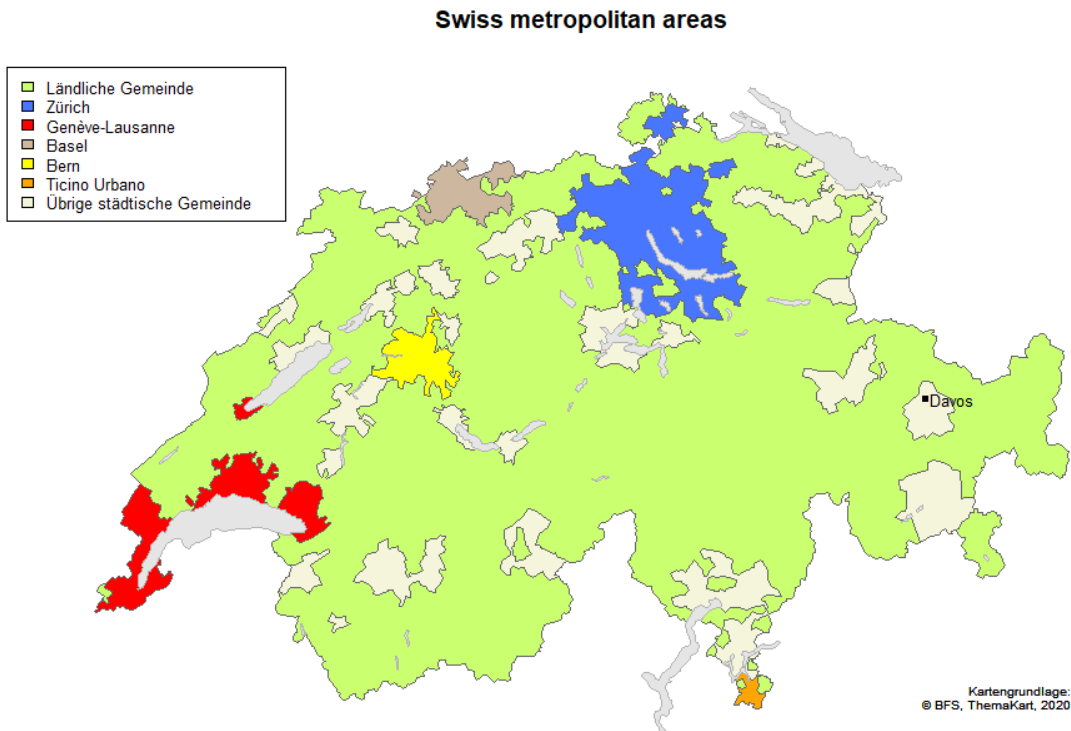 Swiss metropolitan areas
Ländliche Gemeinde
Zürich
Genève-Lausanne
Basel
Bern
Ticino Urbano
Übrige städtische Gemeinde
Davos
Kartengrundlage:
© BFS, ThemaKart, 2020